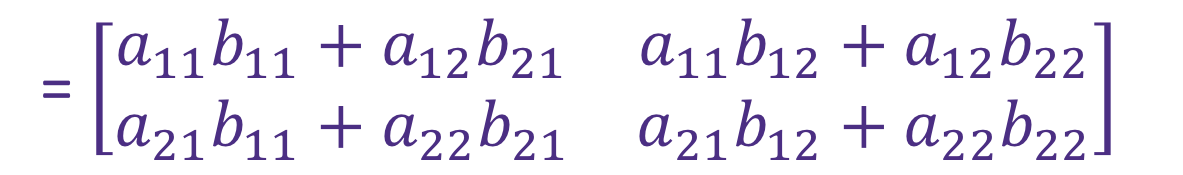 = [a₁₁b₁₁ + a₁₂b₂₁ a₁₁b₁₂ + a₁₂b₂₂
a₂₁b₁₁ + a₂₂b₂₁ a₂₁b₁₂ + a₂₂b₂₂]